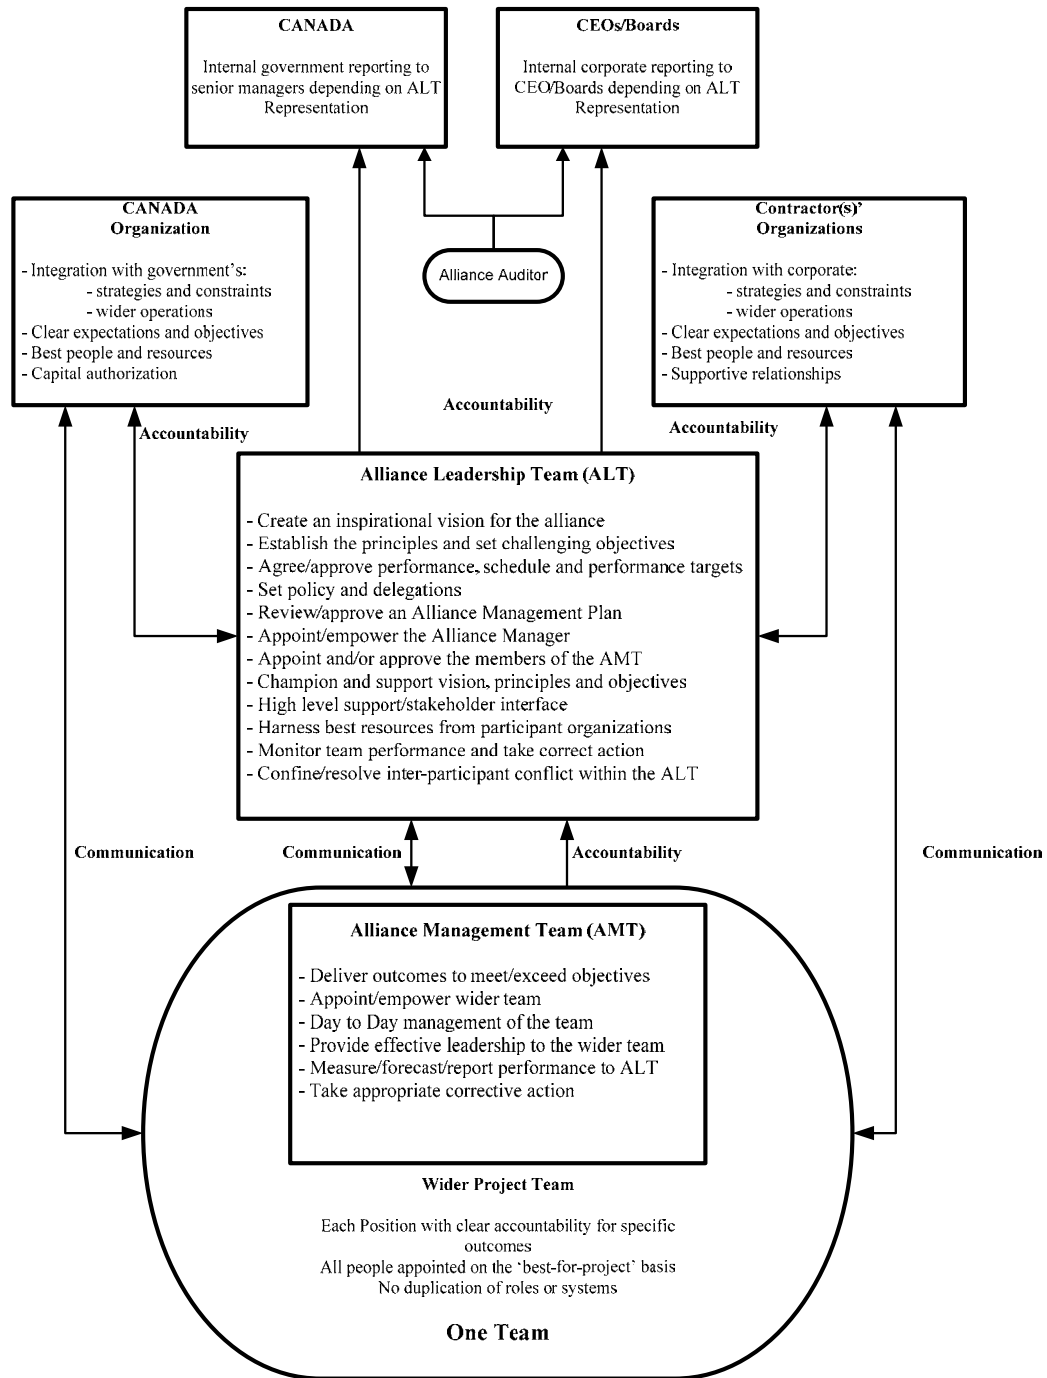 CANADA
Internal government reporting to
senior managers depending on ALT
Representation
CEOs/Boards
Internal corporate reporting to
CEO/Boards depending on ALT
Representation
CANADA
Organization
- Integration with government's:
- strategies and constraints
- wider operations
- Clear expectations and objectives
- Best people and resources
- Capital authorization
Alliance Auditor
Contractor(s)'
Organizations
- Integration with corporate:
- strategies and constraints
- wider operations
- Clear expectations and objectives
- Best people and resources
- Supportive relationships
Accountability
Accountability
Accountability
Alliance Leadership Team (ALT)
- Create an inspirational vision for the alliance
- Establish the principles and set challenging objectives
- Agree/approve performance, schedule and performance targets
- Set policy and delegations
- Review/approve an Alliance Management Plan
- Appoint/empower the Alliance Manager
- Appoint and/or approve the members of the AMT
- Champion and support vision, principles and objectives
- High level support/stakeholder interface
- Harness best resources from participant organizations
- Monitor team performance and take correct action
- Confine/resolve inter-participant conflict within the ALT
Communication
Communication
Accountability
Communication
Alliance Management Team (AMT)
- Deliver outcomes to meet/exceed objectives
- Appoint/empower wider team
- Day to Day management of the team
- Provide effective leadership to the wider team
- Measure/forecast/report performance to ALT
- Take appropriate corrective action
Wider Project Team
Each Position with clear accountability for specific
outcomes
All people appointed on the ‘best-for-project’ basis
No duplication of roles or systems
One Team